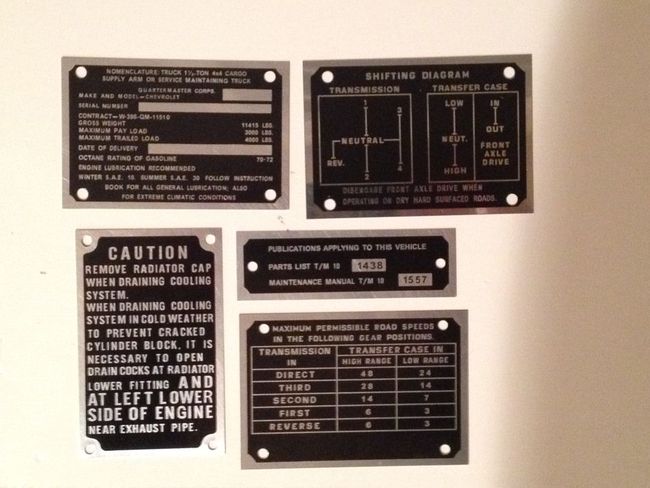 NOMENCLATURE: TRUCK 1½-TON 4x4 CARGO
SUPPLY ARM OR SERVICE MAINTAINING TRUCK
QUARTERMASTER CORPS.
MAKE AND MODEL—CHEVROLET
SERIAL NUMBER
CONTRACT—W-398-QM-11510
GROSS WEIGHT 11415 LBS.
MAXIMUM PAY LOAD 3000 LBS.
MAXIMUM TRAILED LOAD 4000 LBS.
DATE OF DELIVERY
OCTANE RATING OF GASOLINE 70-72
ENGINE LUBRICATION RECOMMENDED
WINTER S.A.E. 10. SUMMER S.A.E. 30 FOLLOW INSTRUCTION
BOOK FOR ALL GENERAL LUBRICATION; ALSO
FOR EXTREME CLIMATIC CONDITIONS
SHIFTING DIAGRAM
TRANSMISSION
1 3
NEUTRAL
REV. 4
2
TRANSFER CASE
LOW IN
OUT
NEUT.
FRONT
AXLE
DRIVE
HIGH
DISENGAGE FRONT AXLE DRIVE WHEN
OPERATING ON DRY HARD SURFACED ROADS.
CAUTION
REMOVE RADIATOR CAP
WHEN DRAINING COOLING
SYSTEM.
WHEN DRAINING COOLING
SYSTEM IN COLD WEATHER
TO PREVENT CRACKED
CYLINDER BLOCK, IT IS
NECESSARY TO OPEN
DRAIN COCKS AT RADIATOR
LOWER FITTING AND
AT LEFT LOWER
SIDE OF ENGINE
NEAR EXHAUST PIPE.
PUBLICATIONS APPLYING TO THIS VEHICLE
PARTS LIST T/M 10 1438
MAINTENANCE MANUAL T/M 10 1557
MAXIMUM PERMISSIBLE ROAD SPEEDS
IN THE FOLLOWING GEAR POSITIONS.
TRANSMISSION IN TRANSFER CASE IN
HIGH RANGE LOW RANGE
DIRECT 48 24
THIRD 28 14
SECOND 14 7
FIRST 6 3
REVERSE 6 3